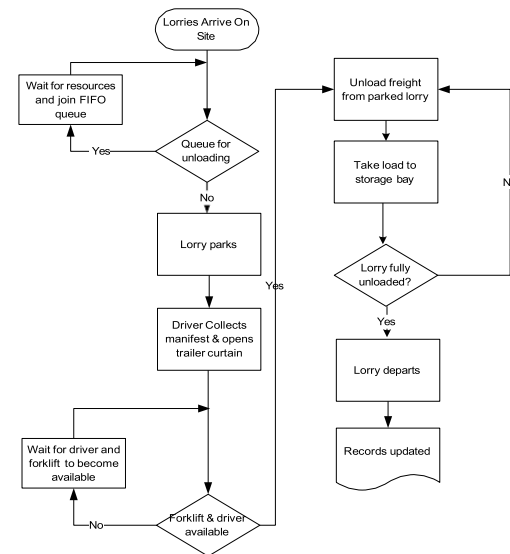 Lorries Arrive On
Site
Wait for resources
and join FIFO
queue
Yes
Queue for
unloading
No
Lorry parks
Driver Collects
manifest & opens
trailer curtain
Wait for driver and
forklift to become
available
No
Forklift & driver
available
Yes
Unload freight
from parked lorry
Take load to
storage bay
Lorry fully
unloaded?
N
Yes
Lorry departs
Records updated